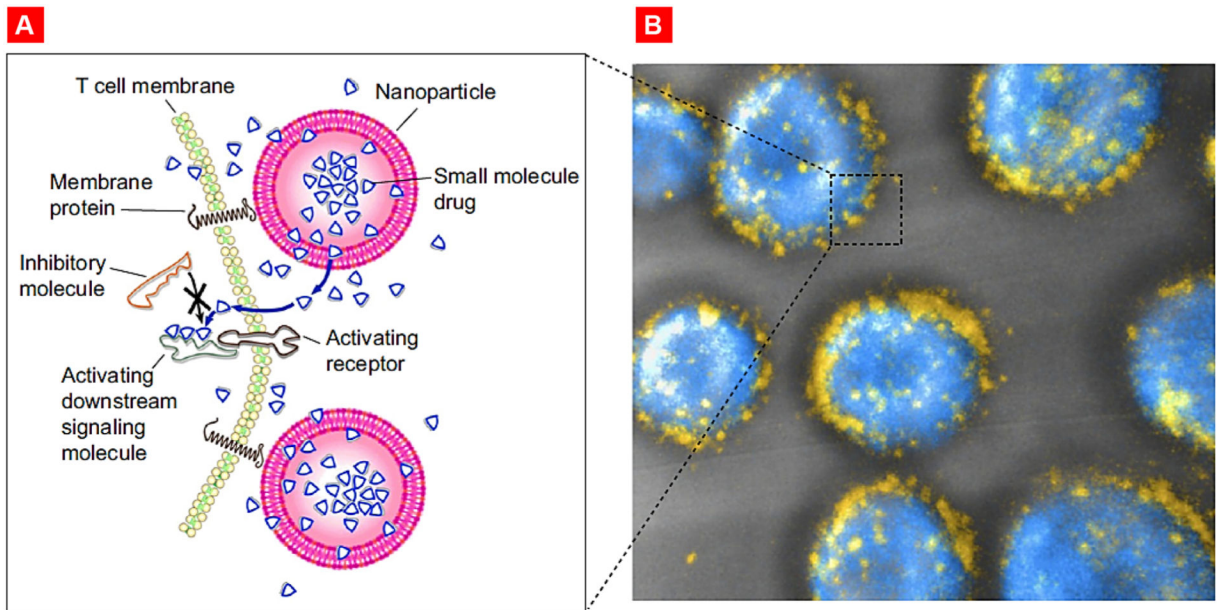 A
B
T cell membrane
Nanoparticle
Membrane
protein
Small molecule
drug
Inhibitory
molecule
Activating
receptor
Activating
downstream
signaling
molecule